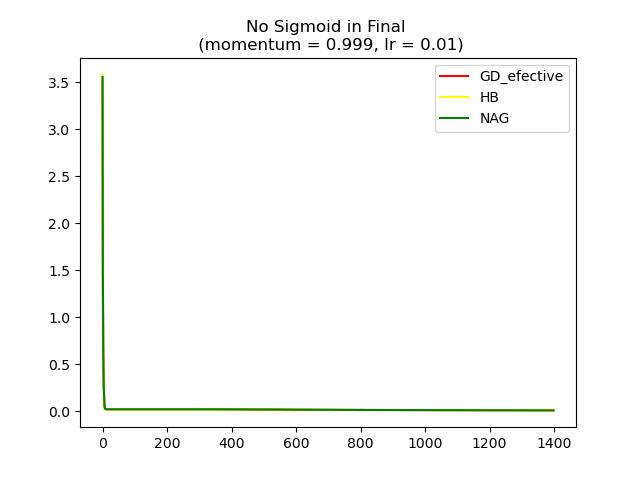 No Sigmoid in Final
(momentum = 0.999, lr = 0.01)
GD_efective
HB
NAG
3.5
3.0
2.5
2.0
1.5
1.0
0.5
0.0
0 200 400 600 800 1000 1200 1400